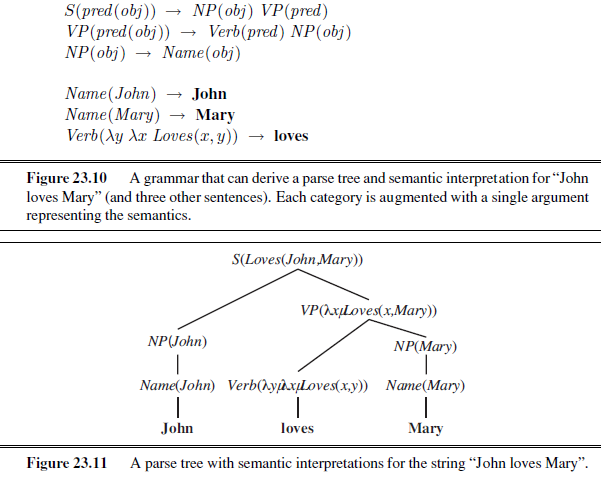 S(pred(obj)) → NP(obj) VP(pred)
VP(pred(obj)) → Verb(pred) NP(obj)
NP(obj) → Name(obj)
Name(John) → John
Name(Mary) → Mary
Verb(λy λx Loves(x, y)) → loves
Figure 23.10 A grammar that can derive a parse tree and semantic interpretation for “John
loves Mary” (and three other sentences). Each category is augmented with a single argument
representing the semantics.
S(Loves(John,Mary))
VP(λxμLoves(x,Mary))
NP(John)
NP(Mary)
Name(John) Verb(λyμλxμLoves(x,y)) Name(Mary)
John loves Mary
Figure 23.11 A parse tree with semantic interpretations for the string “John loves Mary”.